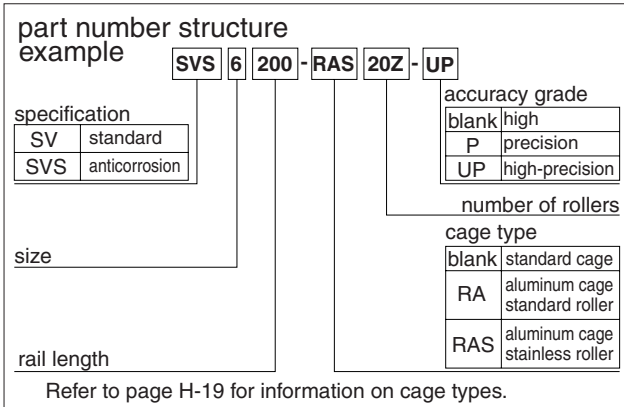 part number structure
example
SVS 6 200 - RAS 20Z - UP
specification
SV standard
SVS anticorrosion
size
rail length
accuracy grade
blank high
P precision
UP high-precision
number of rollers
cage type
blank standard cage
RA aluminum cage
standard roller
RAS aluminum cage
stainless roller
Refer to page H-19 for information on cage types.